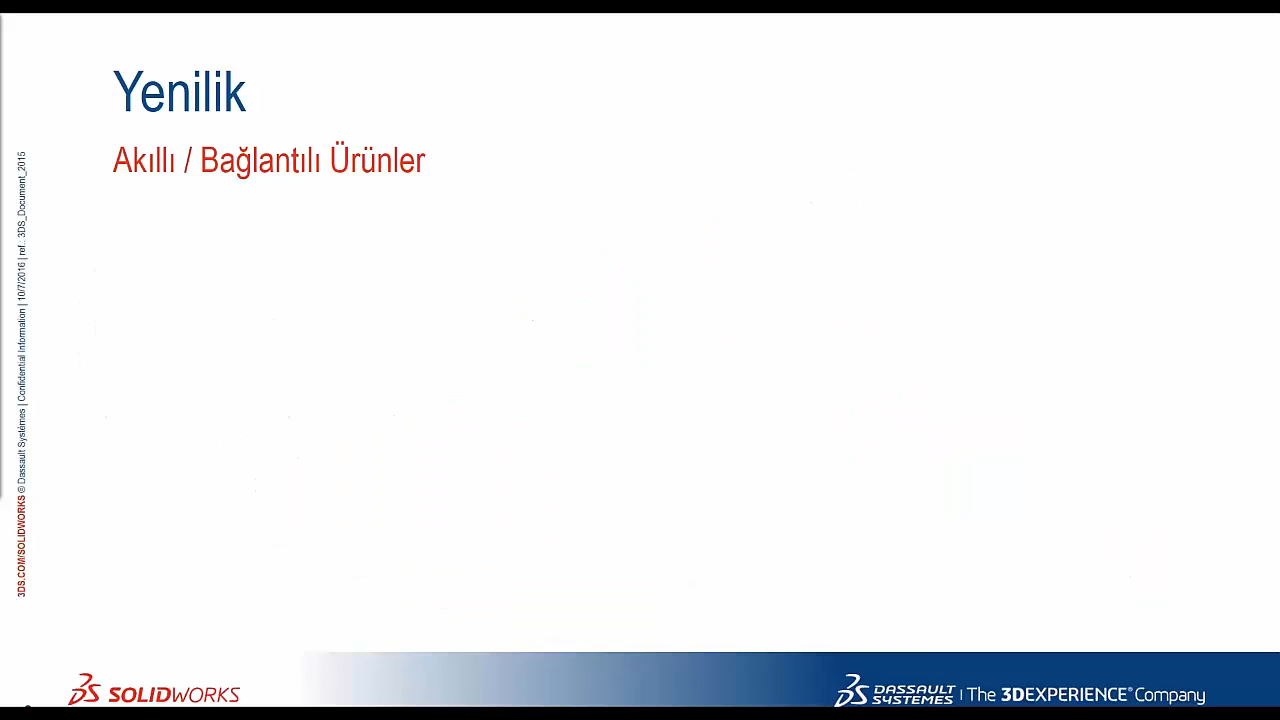 Yenilik
Akıllı / Bağlantılı Ürünler
3DS.COM/SOLIDWORKS © Dassault Systèmes | Confidential Information | 10/7/2016 | ref.: 3DS_Document_2015
SOLIDWORKS
DASSAULT SYSTEMES | The 3DEXPERIENCE® Company